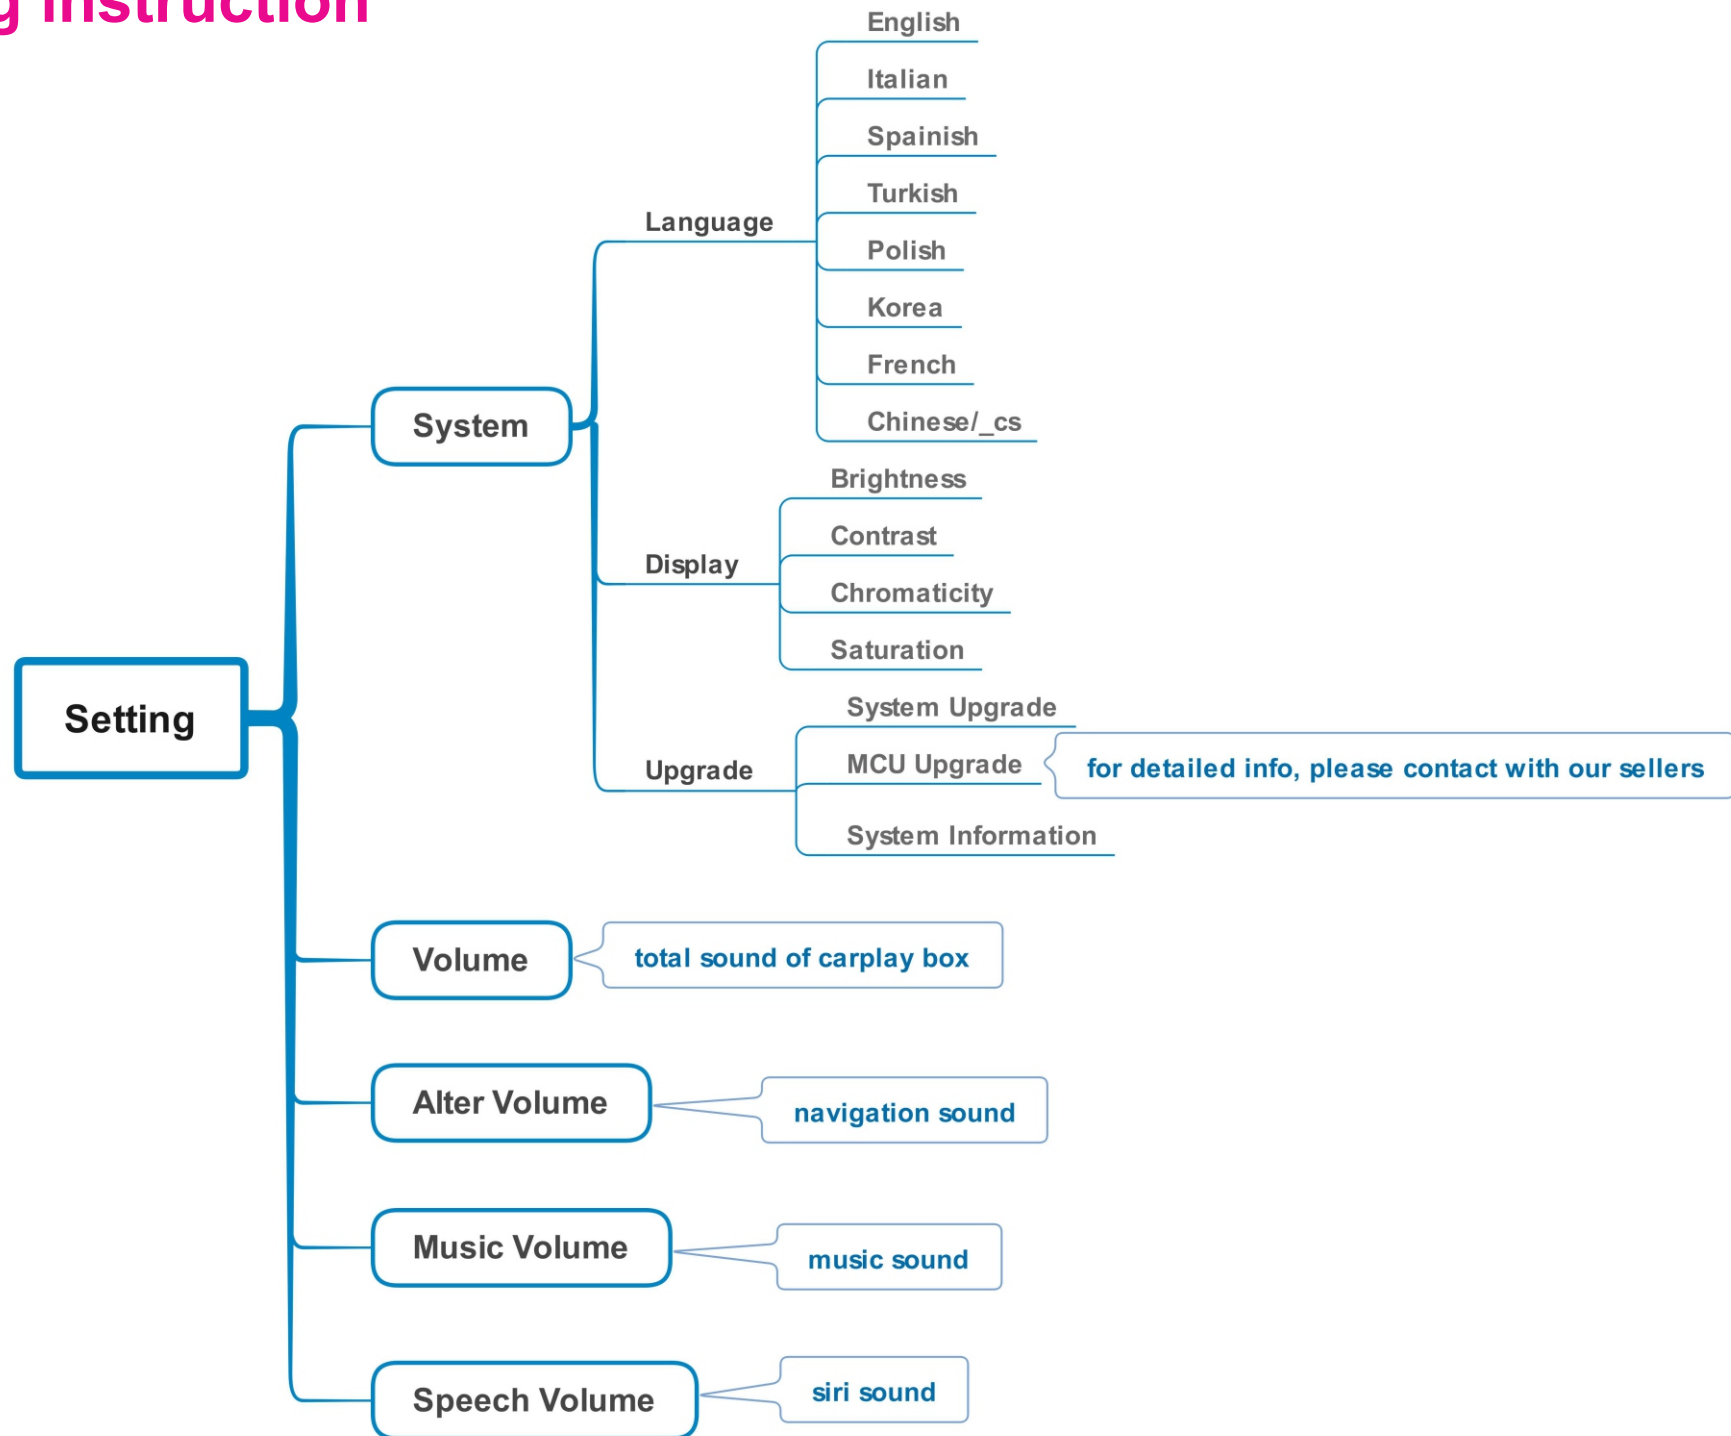 g instruction
English
Italian
Spainish
Turkish
Language
Polish
Korea
French
Chinese/_cs
System
Brightness
Contrast
Display
Chromaticity
Saturation
Setting
System Upgrade
MCU Upgrade
for detailed info, please contact with our sellers
Upgrade
System Information
Volume
total sound of carplay box
Alter Volume
navigation sound
Music Volume
music sound
Speech Volume
siri sound